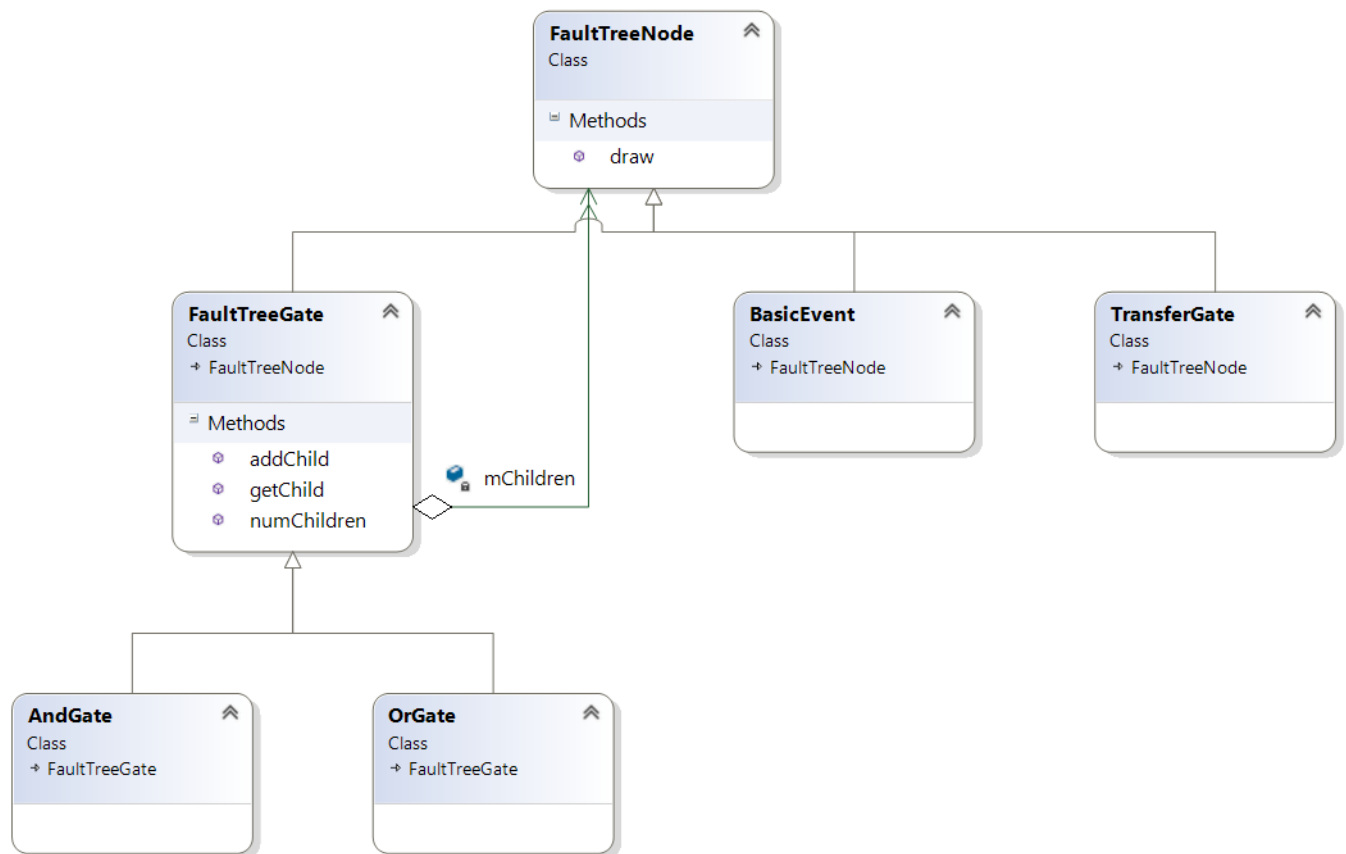 FaultTreeNode
Class
Methods
draw
FaultTreeGate
Class
FaultTreeNode
Methods
addChild
getChild
numChildren
mChildren
BasicEvent
Class
FaultTreeNode
TransferGate
Class
FaultTreeNode
AndGate
Class
FaultTreeGate
OrGate
Class
FaultTreeGate